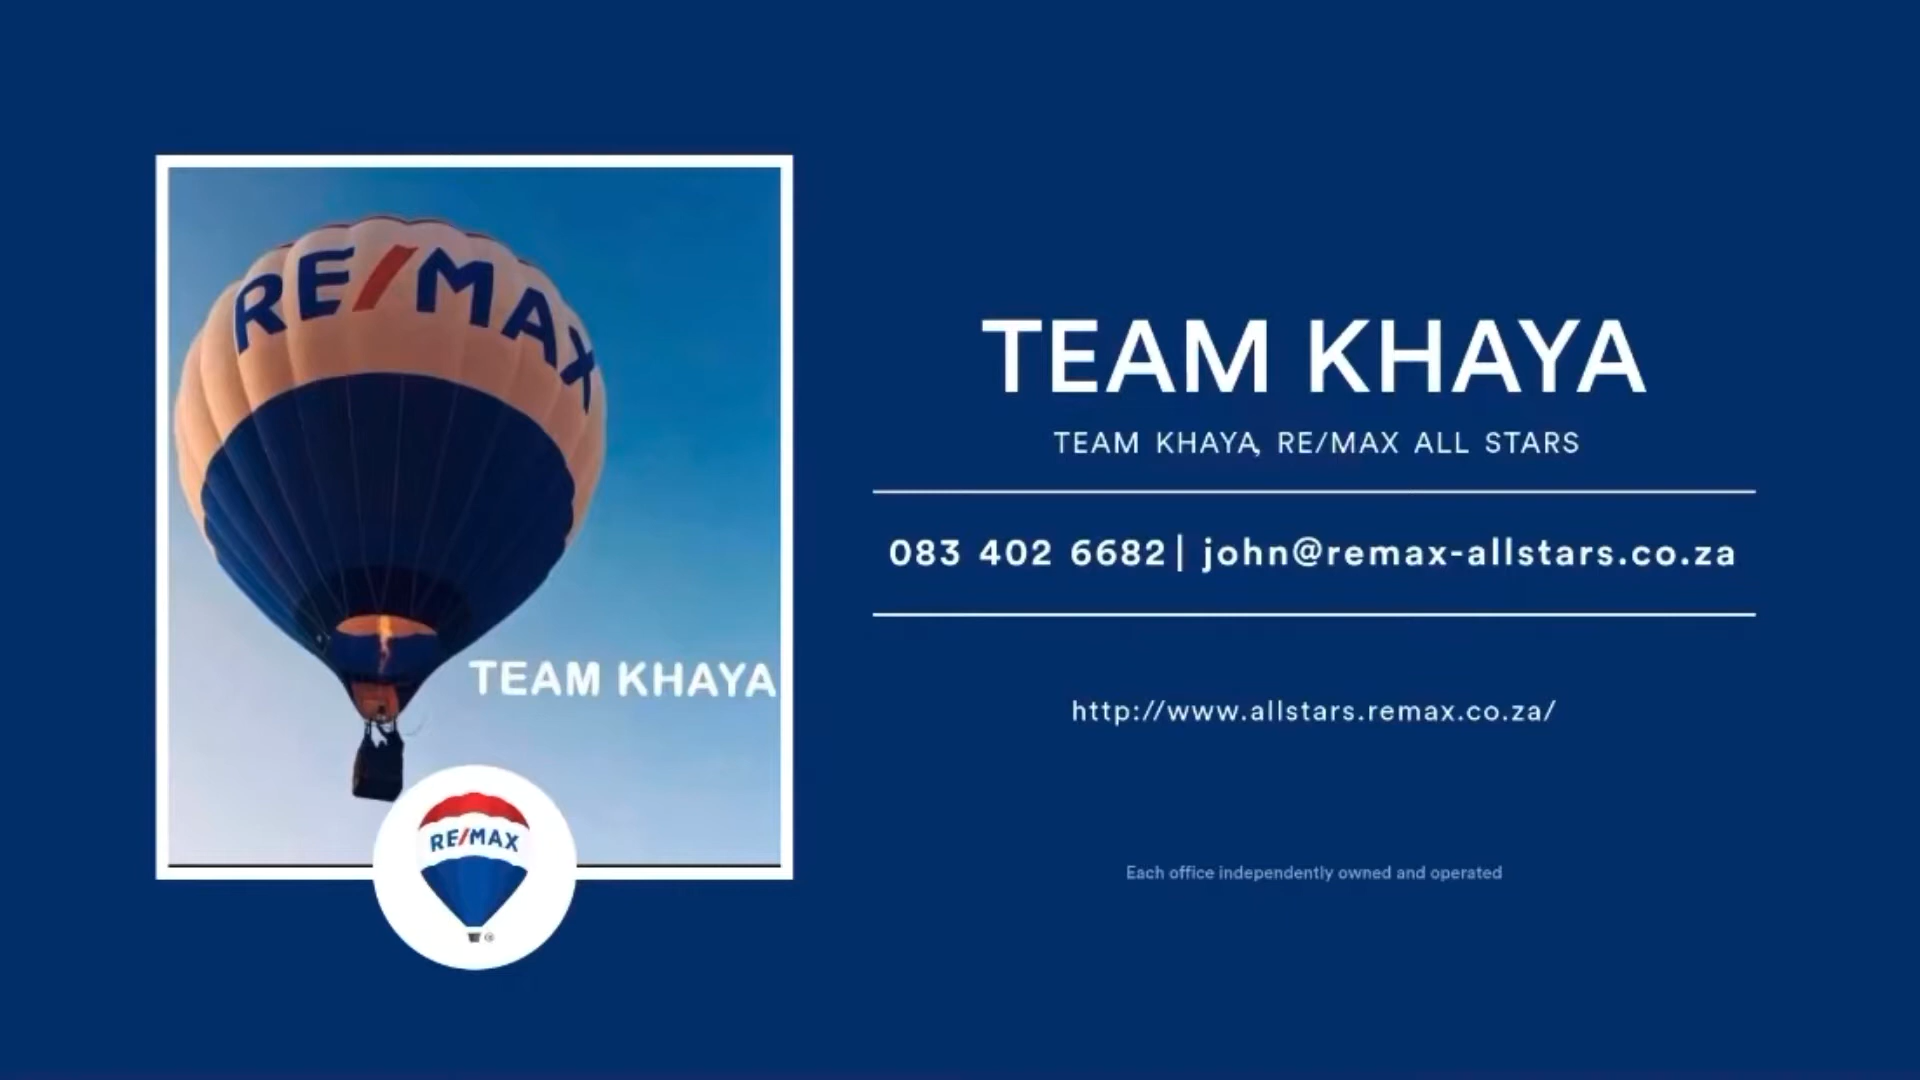 RE/MAX
TEAM KHAYA
RE/MAX
®
TEAM KHAYA
TEAM KHAYA, RE/MAX ALL STARS
083 402 6682| john@remax-allstars.co.za
http://www.allstars.remax.co.za/
Each office independently owned and operated